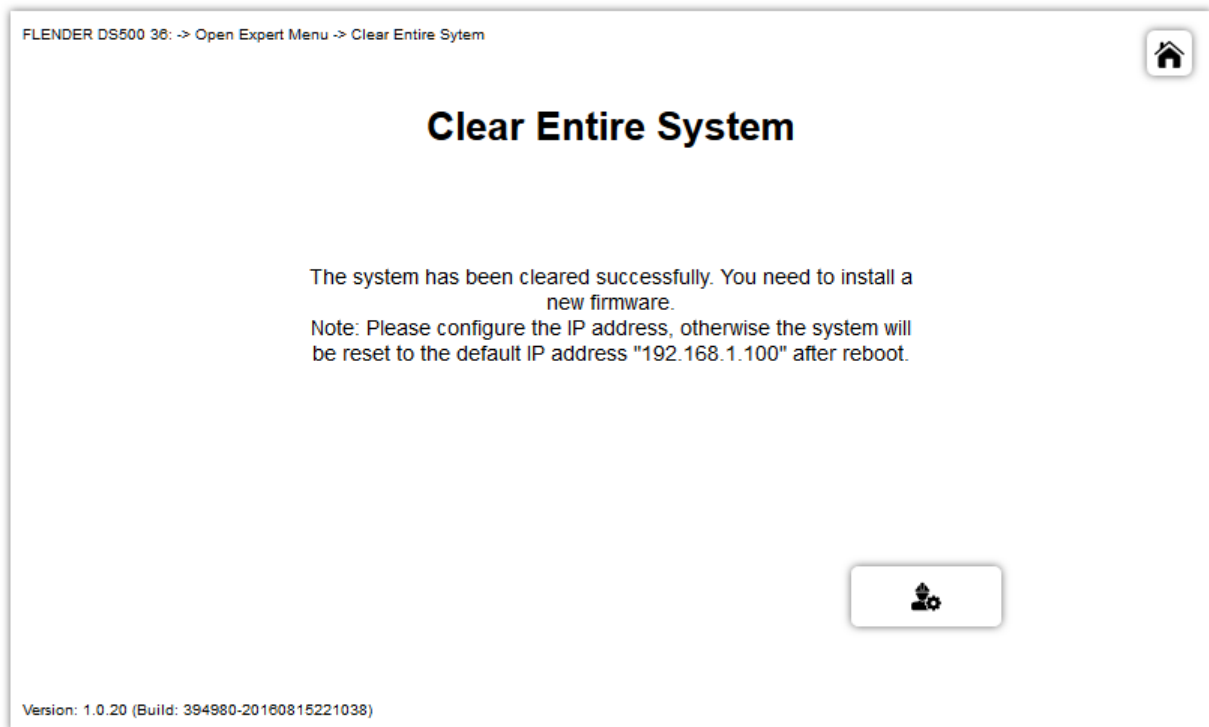 FLENDER DS500 36: -> Open Expert Menu -> Clear Entire Sytem
Clear Entire System
The system has been cleared successfully. You need to install a
new firmware.
Note: Please configure the IP address, otherwise the system will
be reset to the default IP address "192.168.1.100" after reboot.
Version: 1.0.20 (Build: 394980-20160815221038)